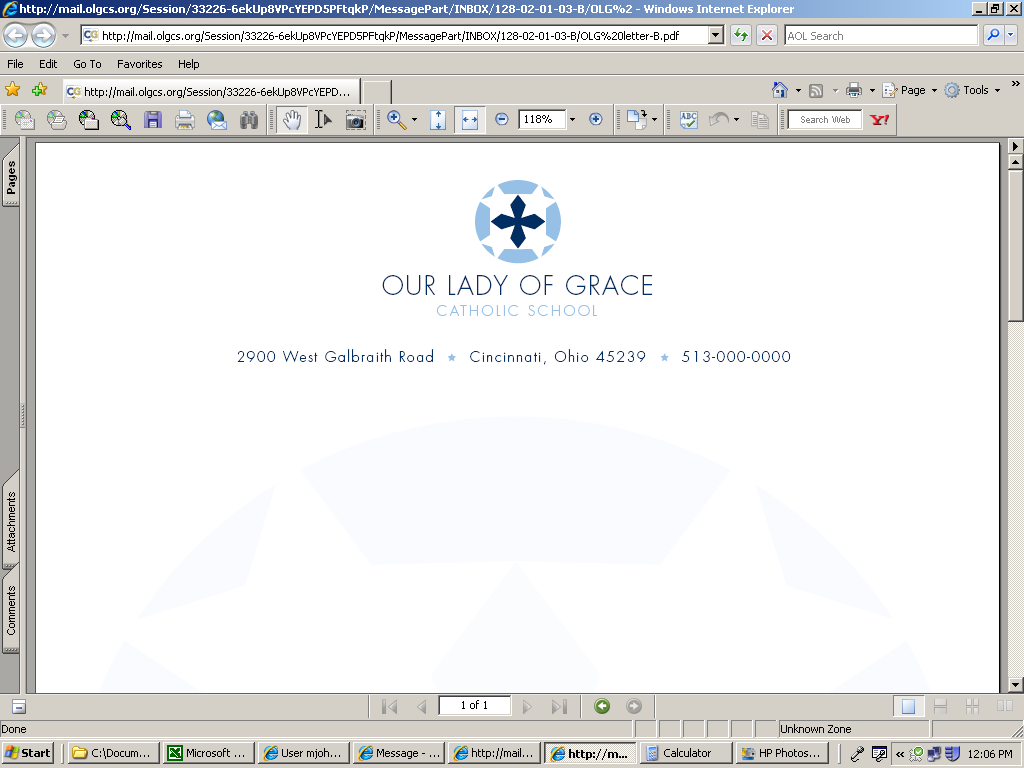 http://mail.olgcs.org/Session/33226-6ekUp8VPcYEPD5PFtqkP/MessagePart/INBOX/128-02-01-03-B/OLG%2 - Windows Internet Explorer
http://mail.olgcs.org/Session/33226-6ekUp8VPcYEPD5PFtqkP/MessagePart/INBOX/128-02-01-03-B/OLG%20letter-B.pdf
AOL Search
File Edit Go To Favorites Help
http://mail.olgcs.org/Session/33226-6ekUp8VPcYEPD...
Page Tools
118%
Search Web
Y!
Pages
OUR LADY OF GRACE
CATHOLIC SCHOOL
2900 West Galbraith Road ★ Cincinnati, Ohio 45239 ★ 513-000-0000
Attachments
Comments
1 of 1
Done Unknown Zone
Start C:\Docum... Microsoft ... User mjoh... Message - ... http://mail... http://m... Calculator HP Photos... « 12:06 PM